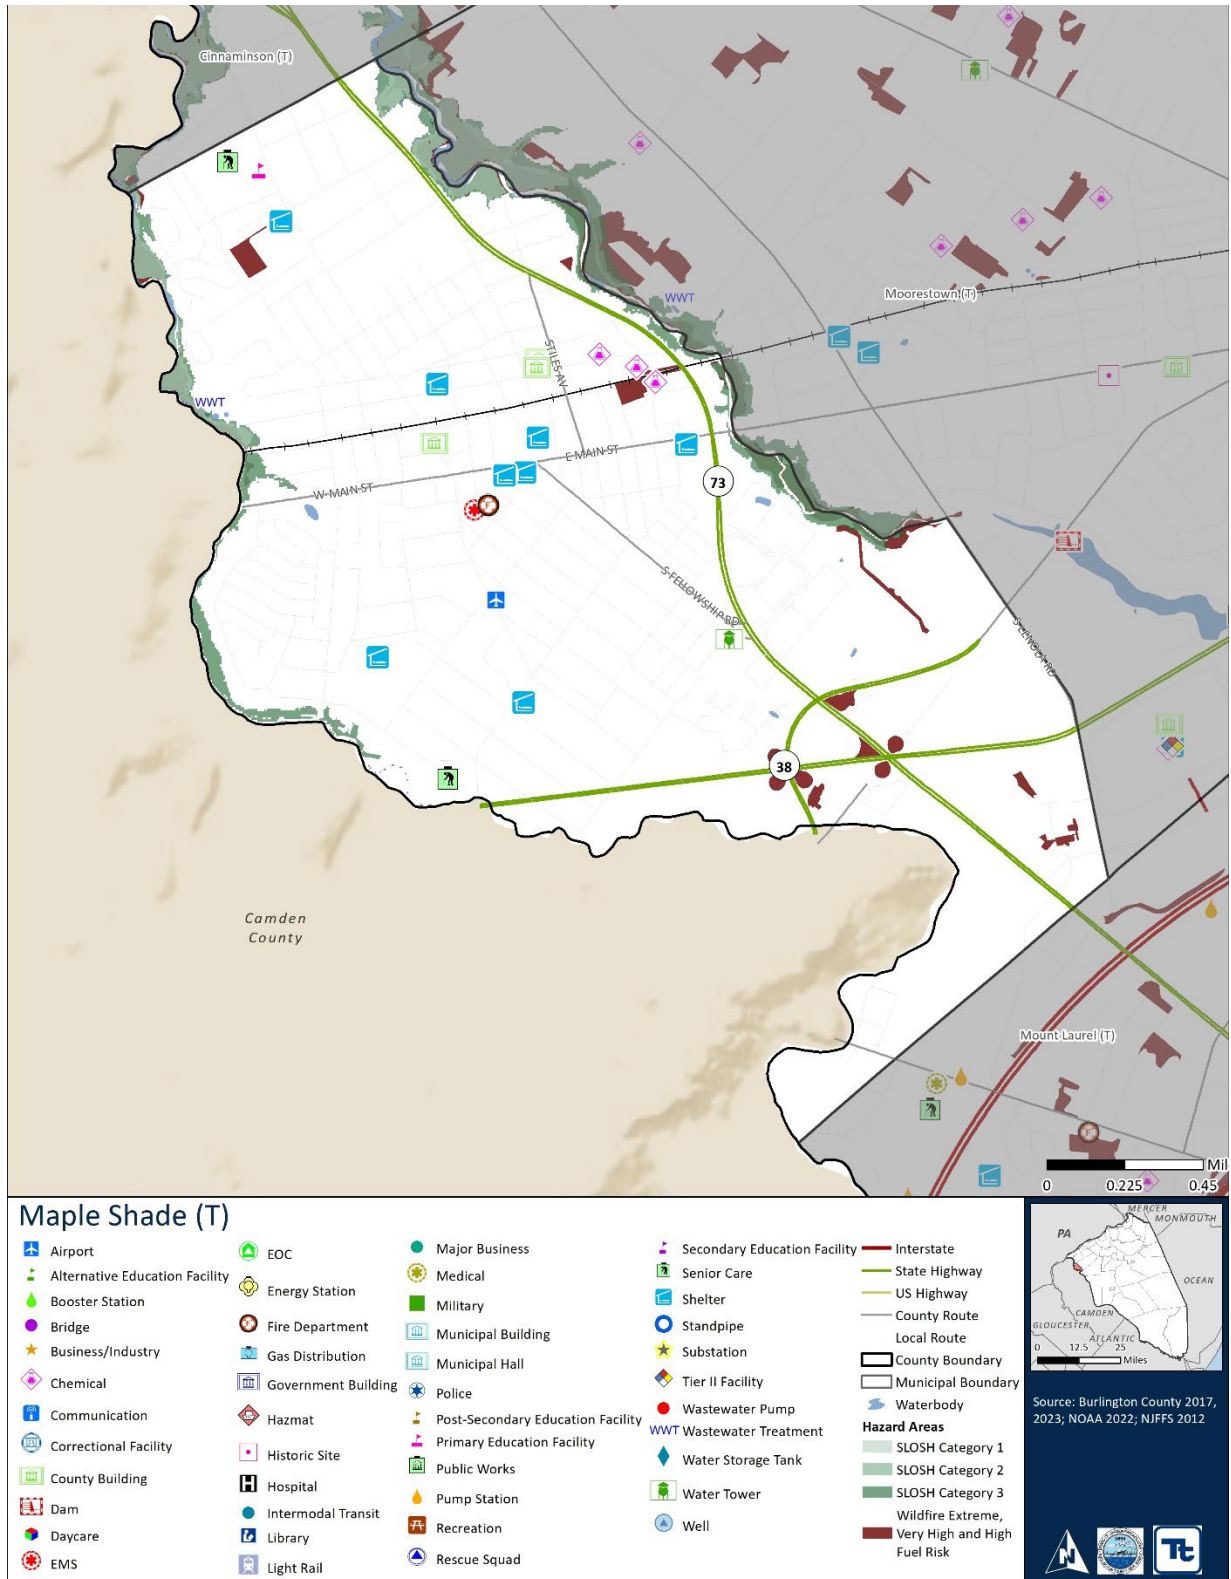 Cinnaminson (T)
WWT
Moorestown (T)
STILES AV
WWT
E MAIN ST
W MAIN ST
73
S FELLOWSHIP RD
S LENOLA RD
38
Camden
County
Mount Laurel (T)
Mil
0 0.225 0.45
Maple Shade (T)
Airport
Alternative Education Facility
Booster Station
Bridge
Business/Industry
Chemical
Communication
Correctional Facility
County Building
Dam
Daycare
EMS
EOC
Energy Station
Fire Department
Gas Distribution
Government Building
Hazmat
Historic Site
Hospital
Intermodal Transit
Library
Light Rail
Major Business
Medical
Military
Municipal Building
Municipal Hall
Police
Post-Secondary Education Facility
Primary Education Facility
Public Works
Pump Station
Recreation
Rescue Squad
Secondary Education Facility
Senior Care
Shelter
Standpipe
Substation
Tier II Facility
Wastewater Pump
WWT Wastewater Treatment
Water Storage Tank
Water Tower
Well
Interstate
State Highway
US Highway
County Route
Local Route
County Boundary
Municipal Boundary
Waterbody
Hazard Areas
SLOSH Category 1
SLOSH Category 2
SLOSH Category 3
Wildfire Extreme,
Very High and High
Fuel Risk
MERCER
MONMOUTH
PA
OCEAN
CAMDEN
GLOUCESTER
ATLANTIC
0 12.5 25
Miles
Source: Burlington County 2017,
2023; NOAA 2022; NJFFS 2012
N
Tt